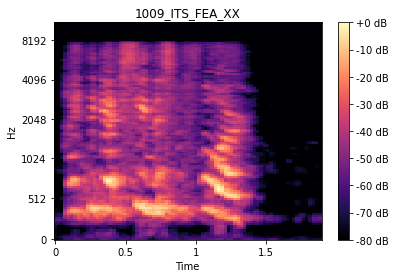 1009_ITS_FEA_XX
8192
4096
2048
1024
512
0
Hz
0
0.5
1.0
1.5
Time
+0 dB
-10 dB
-20 dB
-30 dB
-40 dB
-50 dB
-60 dB
-70 dB
-80 dB